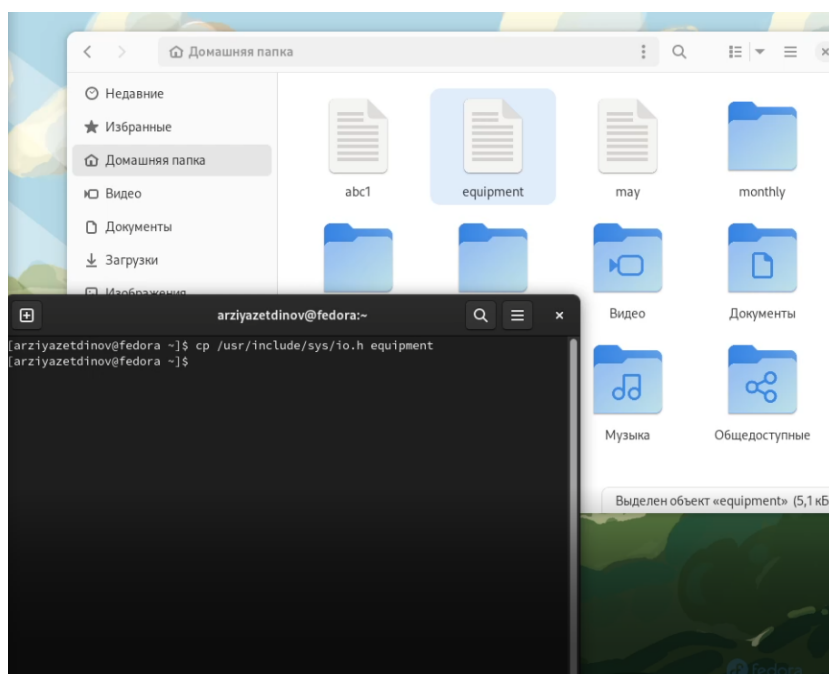 Домашняя папка
Недавние
Избранные
Домашняя папка
Видео
Документы
Загрузки
Изображения
abc1
equipment
may
monthly
Видео
Документы
Музыка
Общедоступные
Выделен объект «equipment» (5,1 кБ
arziyazetdinov@fedora:~
[arziyazetdinov@fedora ~]$ cp /usr/include/sys/io.h equipment
[arziyazetdinov@fedora ~]$
fedora